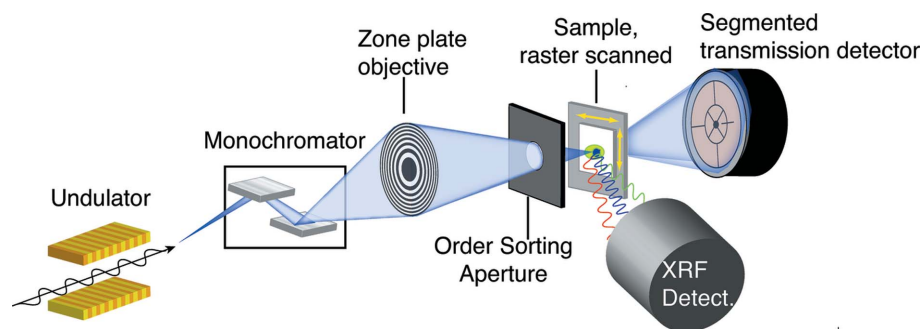 Undulator
Monochromator
Zone plate
objective
Order Sorting
Aperture
Sample,
raster scanned
XRF
Detect.
Segmented
transmission detector